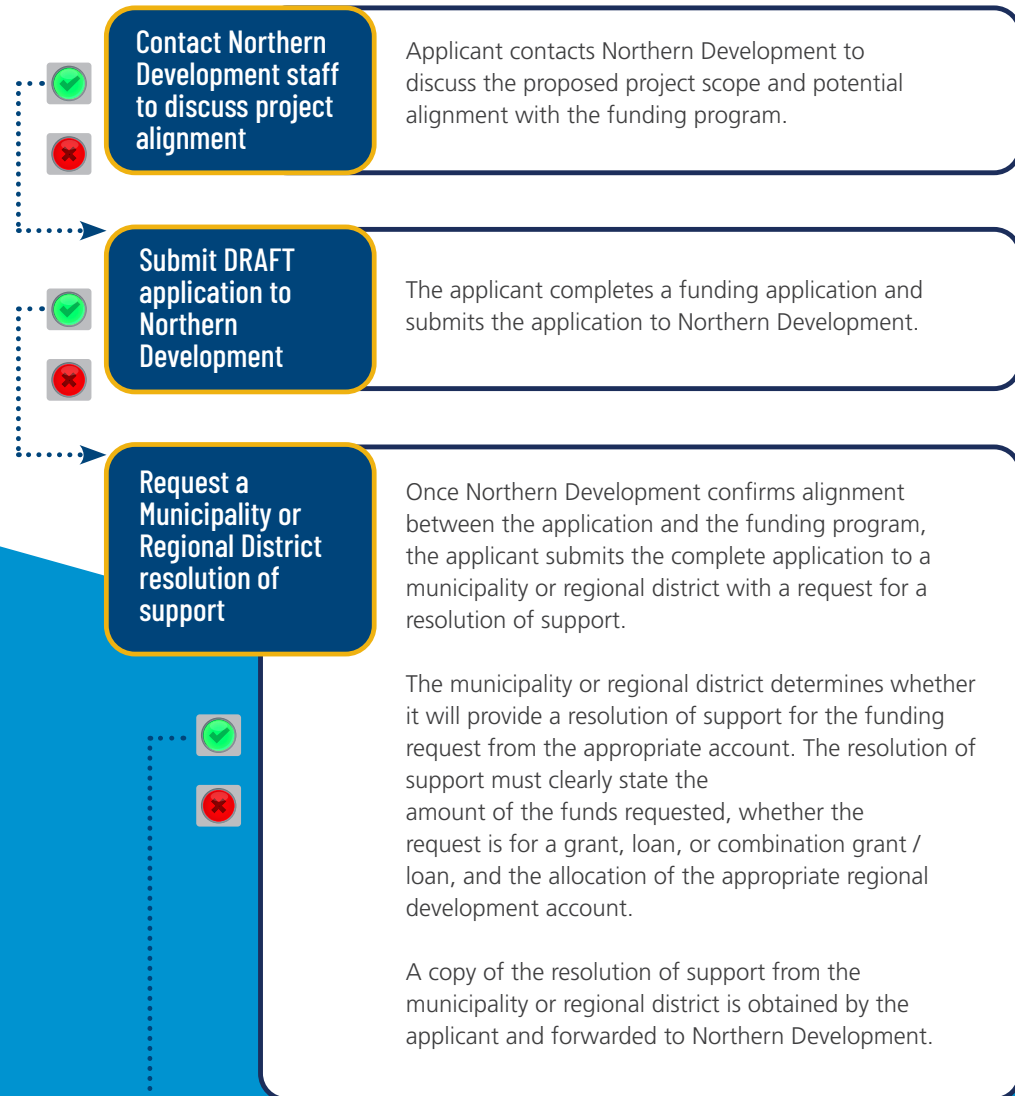 Contact Northern
Development staff
to discuss project
alignment
Applicant contacts Northern Development to
discuss the proposed project scope and potential
alignment with the funding program.
Submit DRAFT
application to
Northern
Development
The applicant completes a funding application and
submits the application to Northern Development.
Request a
Municipality or
Regional District
resolution of
support
Once Northern Development confirms alignment
between the application and the funding program,
the applicant submits the complete application to a
municipality or regional district with a request for a
resolution of support.
The municipality or regional district determines whether
it will provide a resolution of support for the funding
request from the appropriate account. The resolution of
support must clearly state the
amount of the funds requested, whether the
request is for a grant, loan, or combination grant /
loan, and the allocation of the appropriate regional
development account.
A copy of the resolution of support from the
municipality or regional district is obtained by the
applicant and forwarded to Northern Development.